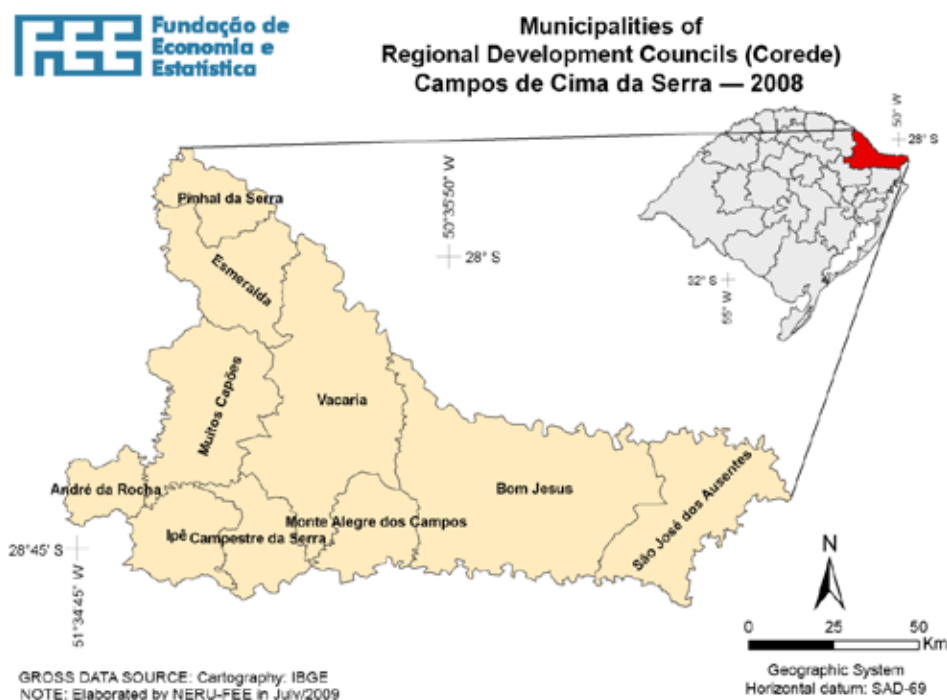 FEE
Fundação de
Economia e
Estatística
Municipalities of
Regional Development Councils (Corede)
Campos de Cima da Serra — 2008
50° W
28° S
50°35'50" W
28° S
32° S
55° W
Pinhal da Serra
Esmeralda
Muitos Capões
Vacaria
André da Rocha
Bom Jesus
São José dos Ausentes
Ipê
Campestre da Serra
Monte Alegre dos Campos
28°45' S
51°34'45" W
N
0 25 50
Km
Geographic System
Horizontal datum: SAD-69
GROSS DATA SOURCE: Cartography: IBGE
NOTE: Elaborated by NERU-FEE in July/2009